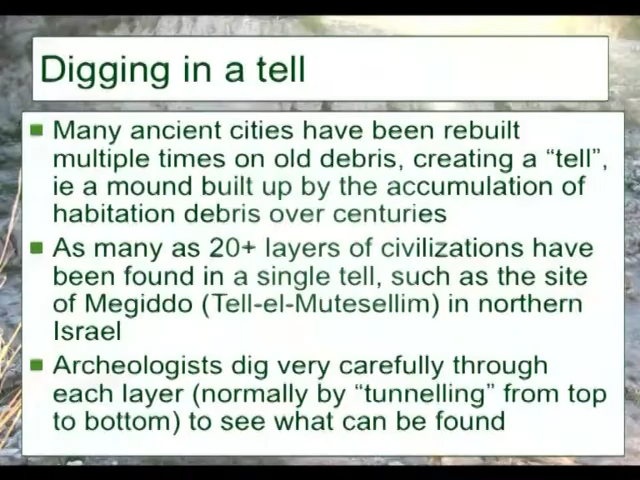 Digging in a tell
Many ancient cities have been rebuilt
multiple times on old debris, creating a “tell”,
ie a mound built up by the accumulation of
habitation debris over centuries
As many as 20+ layers of civilizations have
been found in a single tell, such as the site
of Megiddo (Tell-el-Mutesellim) in northern
Israel
Archeologists dig very carefully through
each layer (normally by “tunnelling” from top
to bottom) to see what can be found